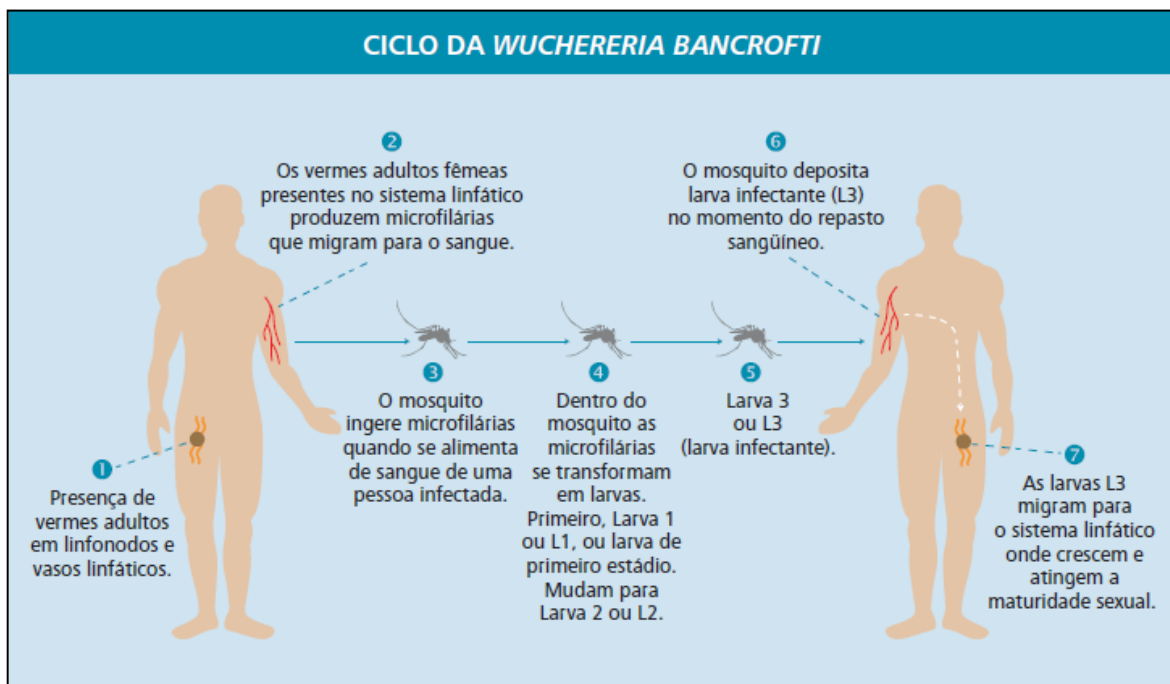 CICLO DA WUCHERERIA BANCROFTI
2
Os vermes adultos fêmeas
presentes no sistema linfático
produzem microfilárias
que migram para o sangue.
6
O mosquito deposita
larva infectante (L3)
no momento do repasto
sangüíneo.
3
O mosquito
ingere microfilárias
quando se alimenta
de sangue de uma
pessoa infectada.
4
Dentro do
mosquito as
microfilárias
se transformam
em larvas.
Primeiro, Larva 1
ou L1, ou larva de
primeiro estádio.
Mudam para
Larva 2 ou L2.
5
Larva 3
ou L3
(larva infectante).
1
Presença de
vermes adultos
em linfonodos e
vasos linfáticos.
7
As larvas L3
migram para
o sistema linfático
onde crescem e
atingem a
maturidade sexual.